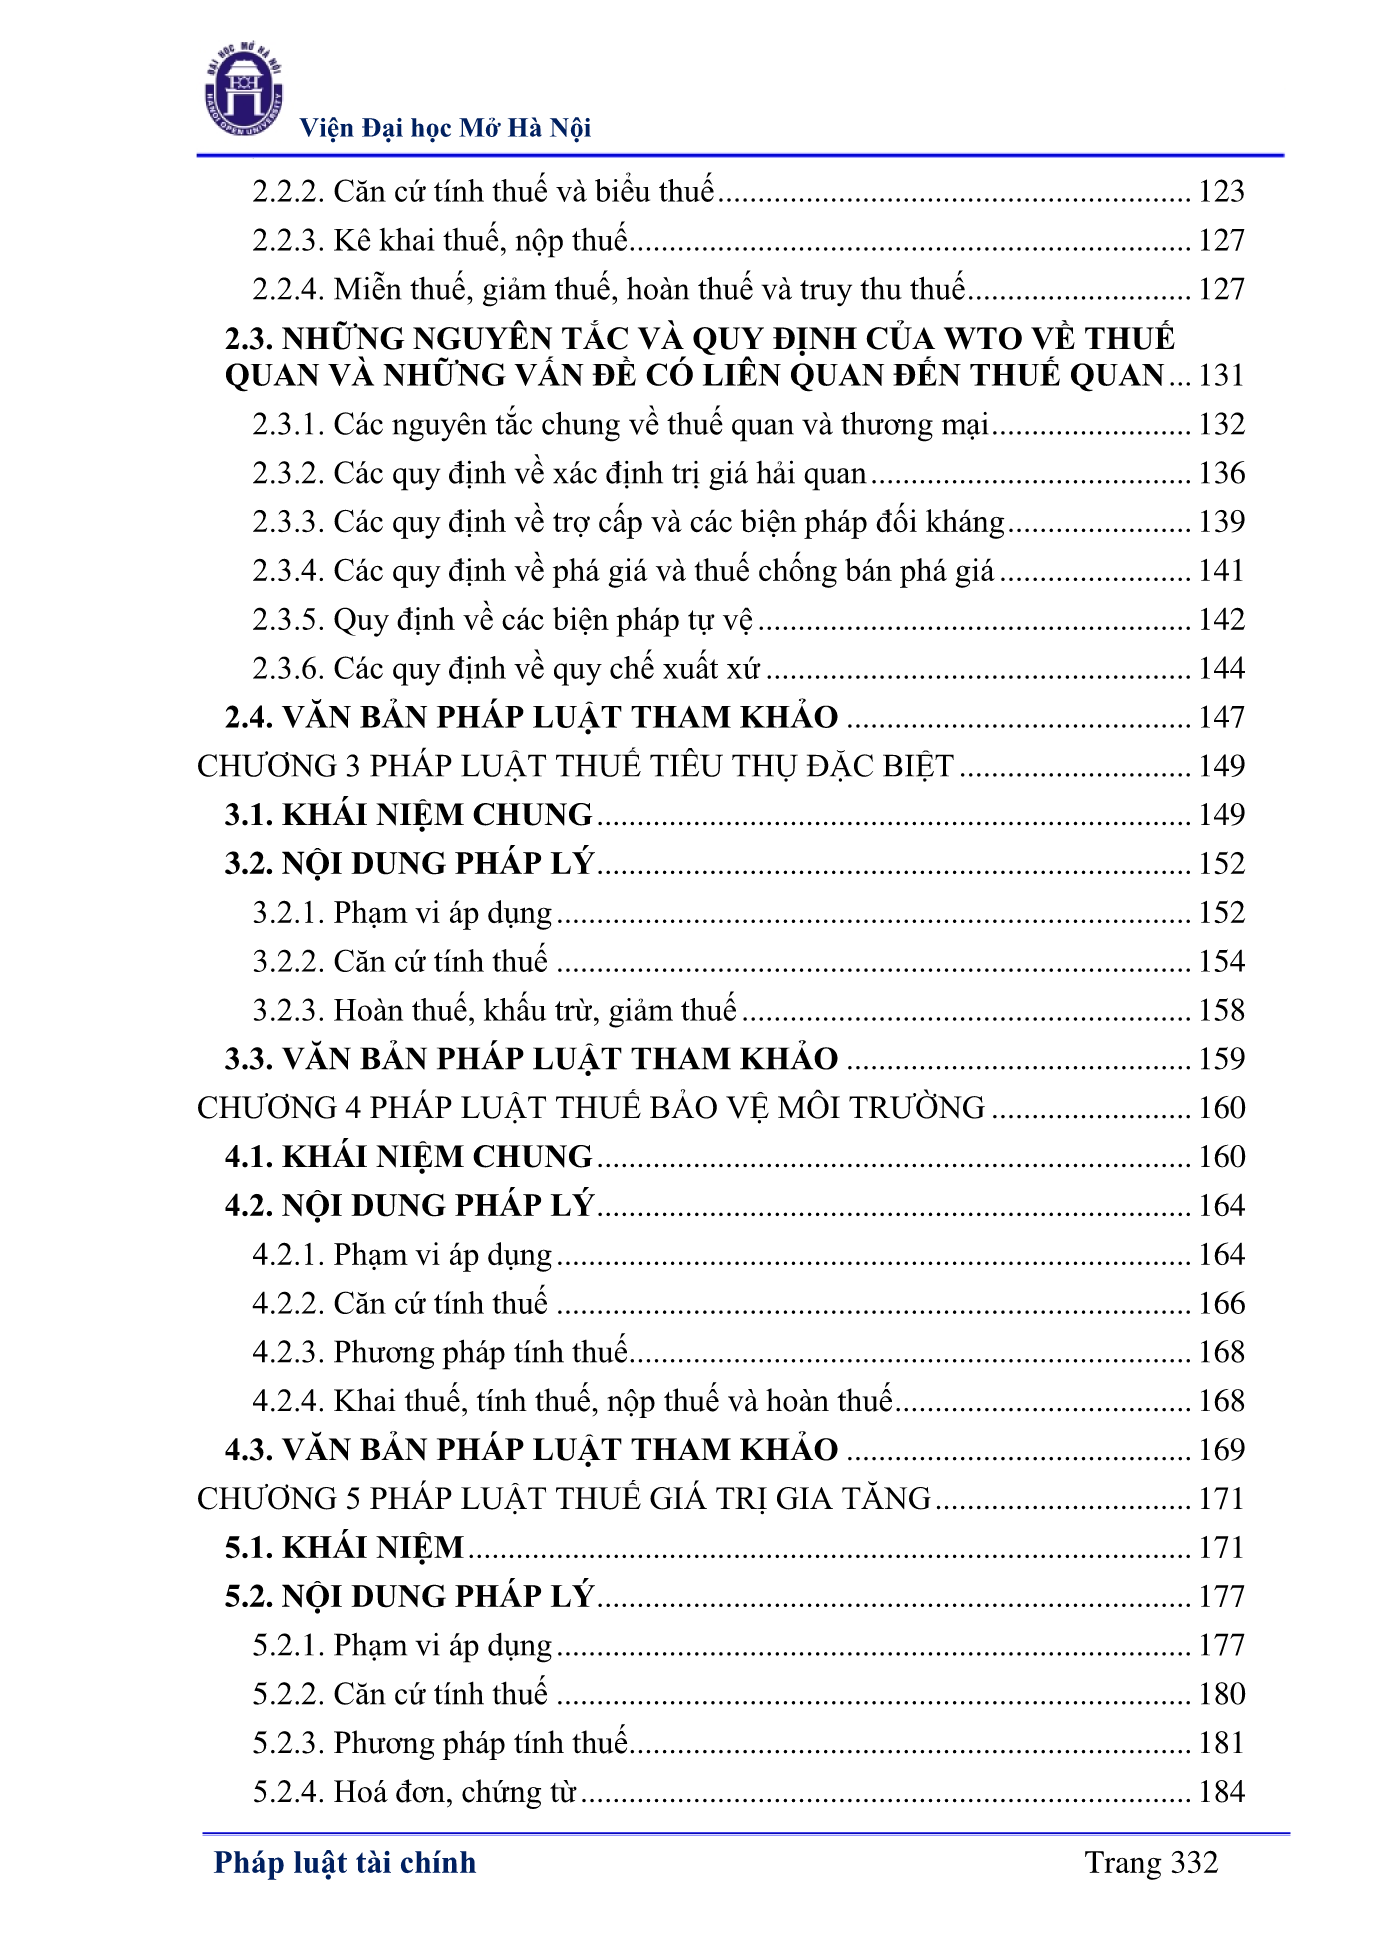 ĐẠI HỌC MỞ HÀ NỘI
HANOI OPEN UNIVERSITY
Viện Đại học Mở Hà Nội
2.2.2. Căn cứ tính thuế và biểu thuế ........ 123
2.2.3. Kê khai thuế, nộp thuế ........ 127
2.2.4. Miễn thuế, giảm thuế, hoàn thuế và truy thu thuế ........ 127
2.3. NHỮNG NGUYÊN TẮC VÀ QUY ĐỊNH CỦA WTO VỀ THUẾ
QUAN VÀ NHỮNG VẤN ĐỀ CÓ LIÊN QUAN ĐẾN THUẾ QUAN ... 131
2.3.1. Các nguyên tắc chung về thuế quan và thương mại ........ 132
2.3.2. Các quy định về xác định trị giá hải quan ........ 136
2.3.3. Các quy định về trợ cấp và các biện pháp đối kháng ........ 139
2.3.4. Các quy định về phá giá và thuế chống bán phá giá ........ 141
2.3.5. Quy định về các biện pháp tự vệ ........ 142
2.3.6. Các quy định về quy chế xuất xứ ........ 144
2.4. VĂN BẢN PHÁP LUẬT THAM KHẢO ........ 147
CHƯƠNG 3 PHÁP LUẬT THUẾ TIÊU THỤ ĐẶC BIỆT ........ 149
3.1. KHÁI NIỆM CHUNG ........ 149
3.2. NỘI DUNG PHÁP LÝ ........ 152
3.2.1. Phạm vi áp dụng ........ 152
3.2.2. Căn cứ tính thuế ........ 154
3.2.3. Hoàn thuế, khấu trừ, giảm thuế ........ 158
3.3. VĂN BẢN PHÁP LUẬT THAM KHẢO ........ 159
CHƯƠNG 4 PHÁP LUẬT THUẾ BẢO VỆ MÔI TRƯỜNG ........ 160
4.1. KHÁI NIỆM CHUNG ........ 160
4.2. NỘI DUNG PHÁP LÝ ........ 164
4.2.1. Phạm vi áp dụng ........ 164
4.2.2. Căn cứ tính thuế ........ 166
4.2.3. Phương pháp tính thuế ........ 168
4.2.4. Khai thuế, tính thuế, nộp thuế và hoàn thuế ........ 168
4.3. VĂN BẢN PHÁP LUẬT THAM KHẢO ........ 169
CHƯƠNG 5 PHÁP LUẬT THUẾ GIÁ TRỊ GIA TĂNG ........ 171
5.1. KHÁI NIỆM ........ 171
5.2. NỘI DUNG PHÁP LÝ ........ 177
5.2.1. Phạm vi áp dụng ........ 177
5.2.2. Căn cứ tính thuế ........ 180
5.2.3. Phương pháp tính thuế ........ 181
5.2.4. Hoá đơn, chứng từ ........ 184
Pháp luật tài chính Trang 332